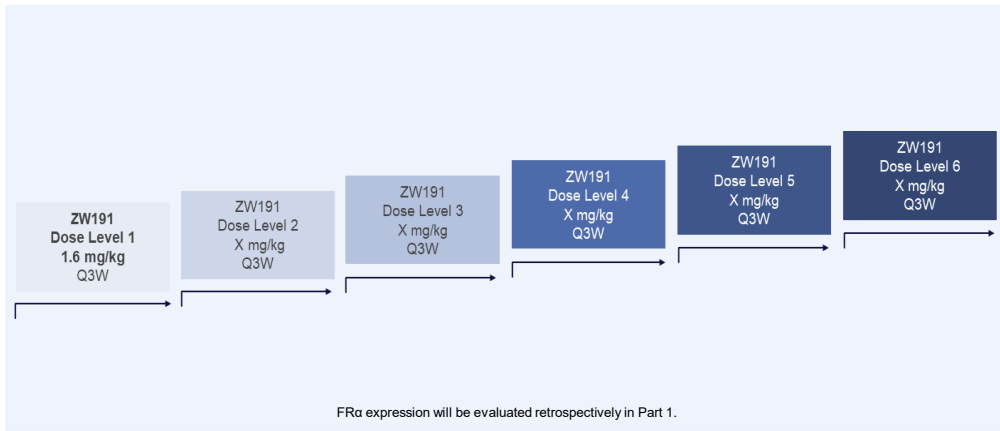 ZW191
Dose Level 1
1.6 mg/kg
Q3W
ZW191
Dose Level 2
X mg/kg
Q3W
ZW191
Dose Level 3
X mg/kg
Q3W
ZW191
Dose Level 4
X mg/kg
Q3W
ZW191
Dose Level 5
X mg/kg
Q3W
ZW191
Dose Level 6
X mg/kg
Q3W
FRα expression will be evaluated retrospectively in Part 1.